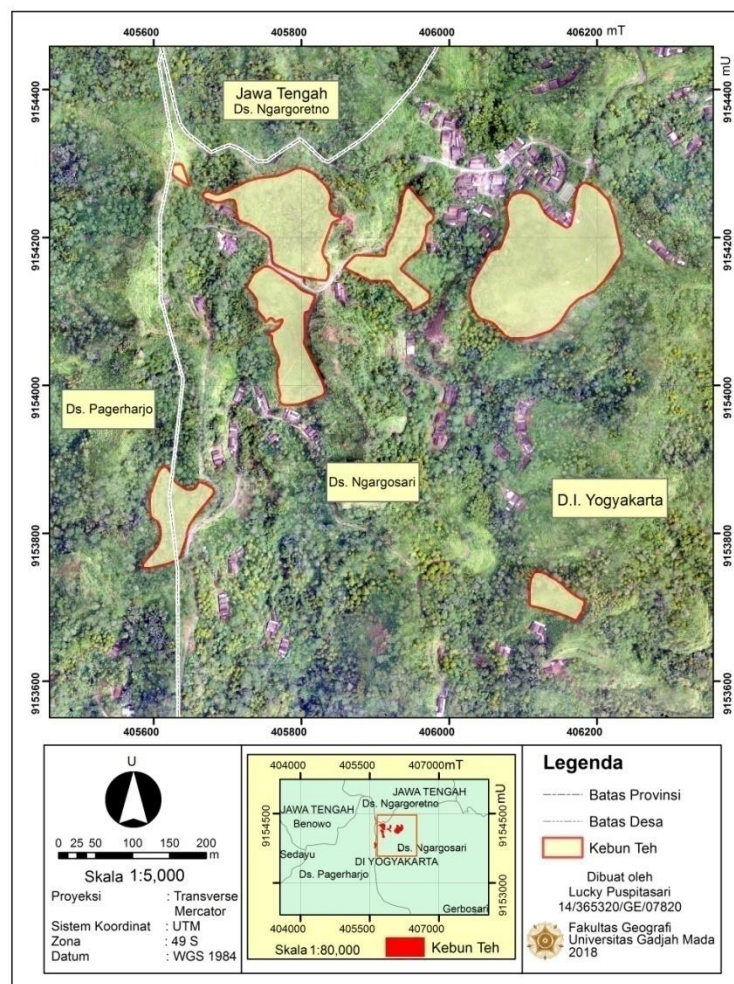 405600 405800 406000 406200 mT
9154400
9154200
9154000
9153800
9153600
9154400 mU
9154200
9154000
9153800
9153600
Jawa Tengah
Ds. Ngargoretno
Ds. Pagerharjo
Ds. Ngargosari
D.I. Yogyakarta
405600 405800 406000 406200
U
0 25 50 100 150 200
m
Skala 1:5,000
Proyeksi : Transverse
Mercator
Sistem Koordinat : UTM
Zona : 49 S
Datum : WGS 1984
404000 405500 407000 mT
9154500
9153000
9154500 mU
9153000
JAWA TENGAH
Ds. Ngargoretno
JAWA TENGAH
Benowo
Sedayu
Ds. Ngargosari
DI YOGYAKARTA
Ds. Pagerharjo
Gerbosari
404000 405500 407000
Skala 1:80,000 Kebun Teh
Legenda
Batas Provinsi
Batas Desa
Kebun Teh
Dibuat oleh
Lucky Puspitasari
14/365320/GE/07820
Fakultas Geografi
Universitas Gadjah Mada
2018